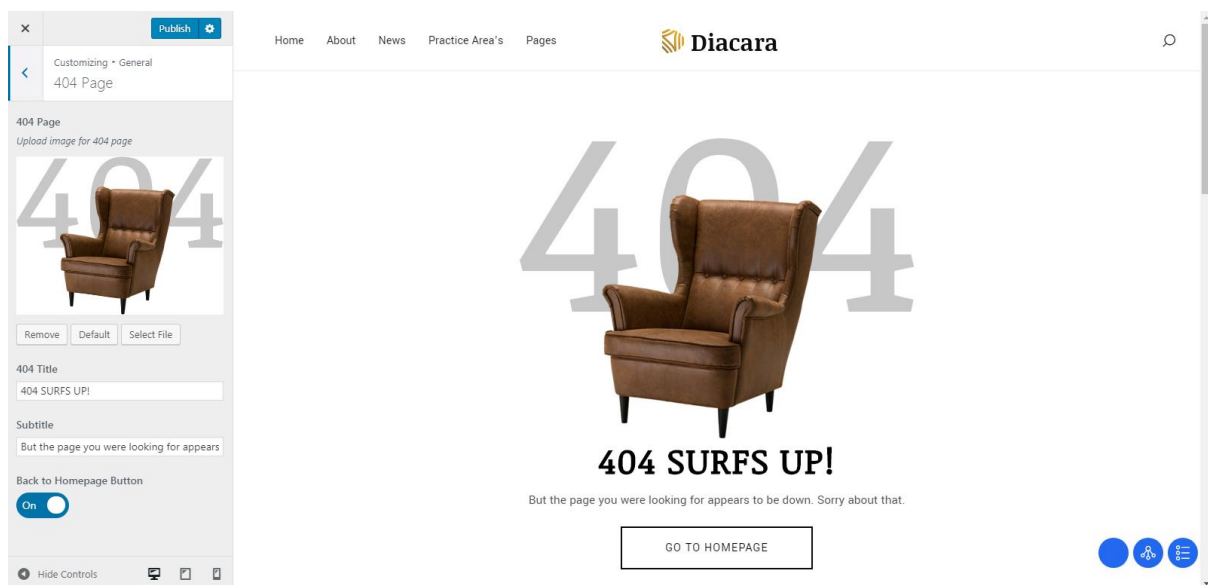 Publish
Customizing • General
404 Page
404 Page
Upload image for 404 page
404
Remove Default Select File
404 Title
404 SURFS UP!
Subtitle
But the page you were looking for appears
Back to Homepage Button
On
Hide Controls
Home About News Practice Area's Pages
Diacara
404
404 SURFS UP!
But the page you were looking for appears to be down. Sorry about that.
GO TO HOMEPAGE